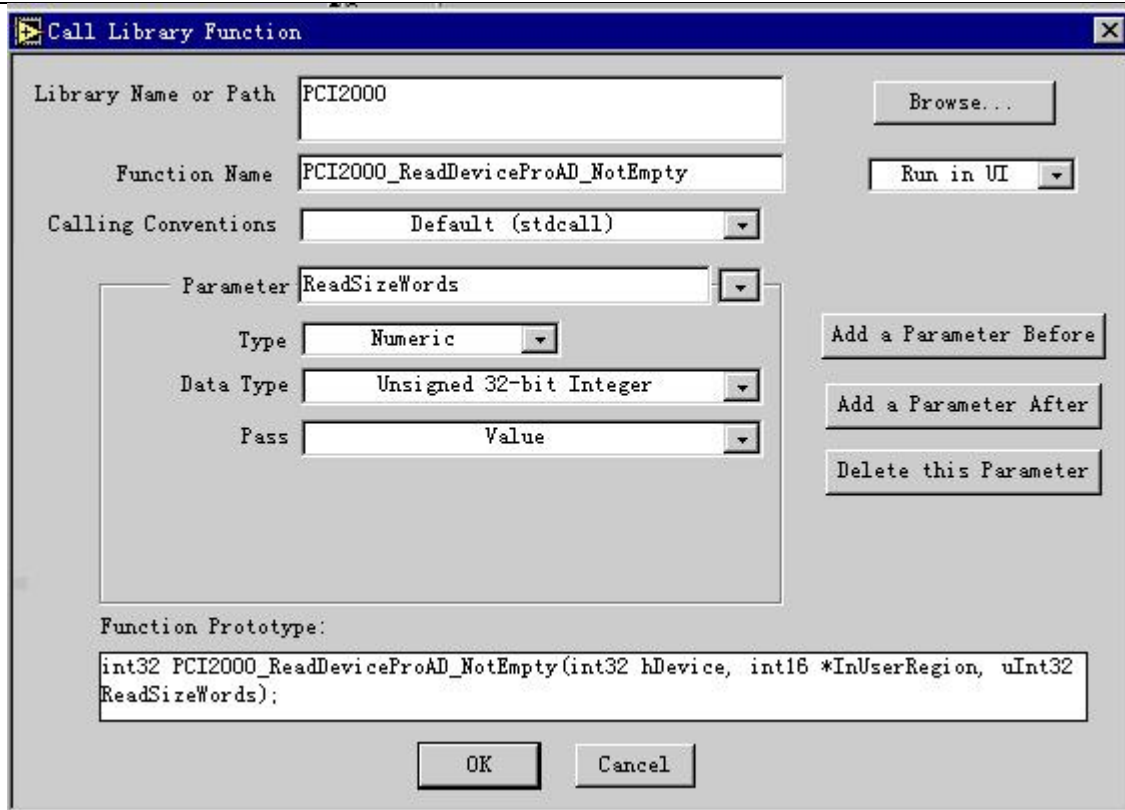 Call Library Function
Library Name or Path PCI2000 Browse...
Function Name PCI2000_ReadDeviceProAD_NotEmpty Run in UI
Calling Conventions Default (stdcall)
Parameter ReadSizeWords
Type Numeric
Add a Parameter Before
Data Type Unsigned 32-bit Integer
Add a Parameter After
Pass Value
Delete this Parameter
Function Prototype:
int32 PCI2000_ReadDeviceProAD_NotEmpty(int32 hDevice, int16 *InUserRegion, uInt32
ReadSizeWords);
OK Cancel